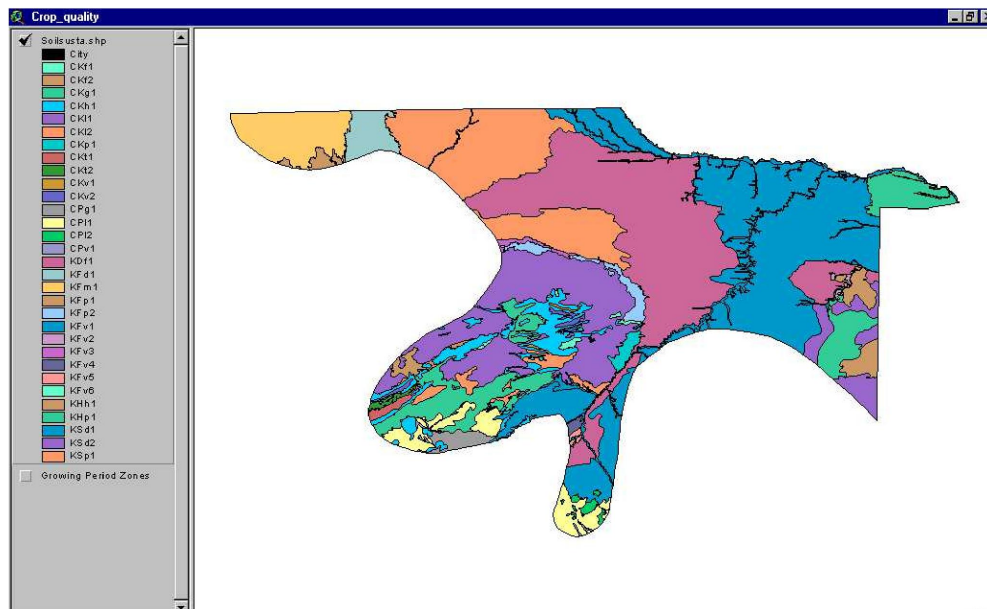 Crop_quality
Soilsusta.shp
City
CKf1
CKf2
CKg1
CKh1
CKl1
CKl2
CKp1
CKt1
CKt2
CKv1
CKv2
CPg1
CPl1
CPl2
CPv1
KDf1
KFd1
KFm1
KFp1
KFp2
KFv1
KFv2
KFv3
KFv4
KFv5
KFv6
KHh1
KHp1
KSd1
KSd2
KSp1
Growing Period Zones